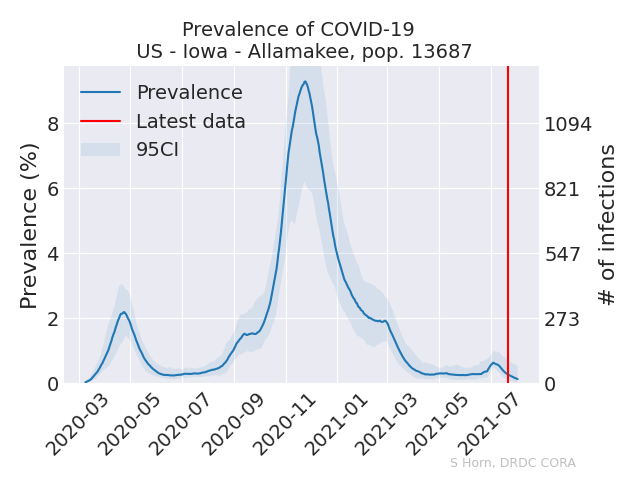 Prevalence of COVID-19
US - Iowa - Allamakee, pop. 13687
Prevalence
Latest data
95CI
Prevalence (%)
8
6
4
2
0
1094
821
547
273
0
# of infections
2020-03
2020-05
2020-07
2020-09
2020-11
2021-01
2021-03
2021-05
2021-07
S Horn, DRDC CORA